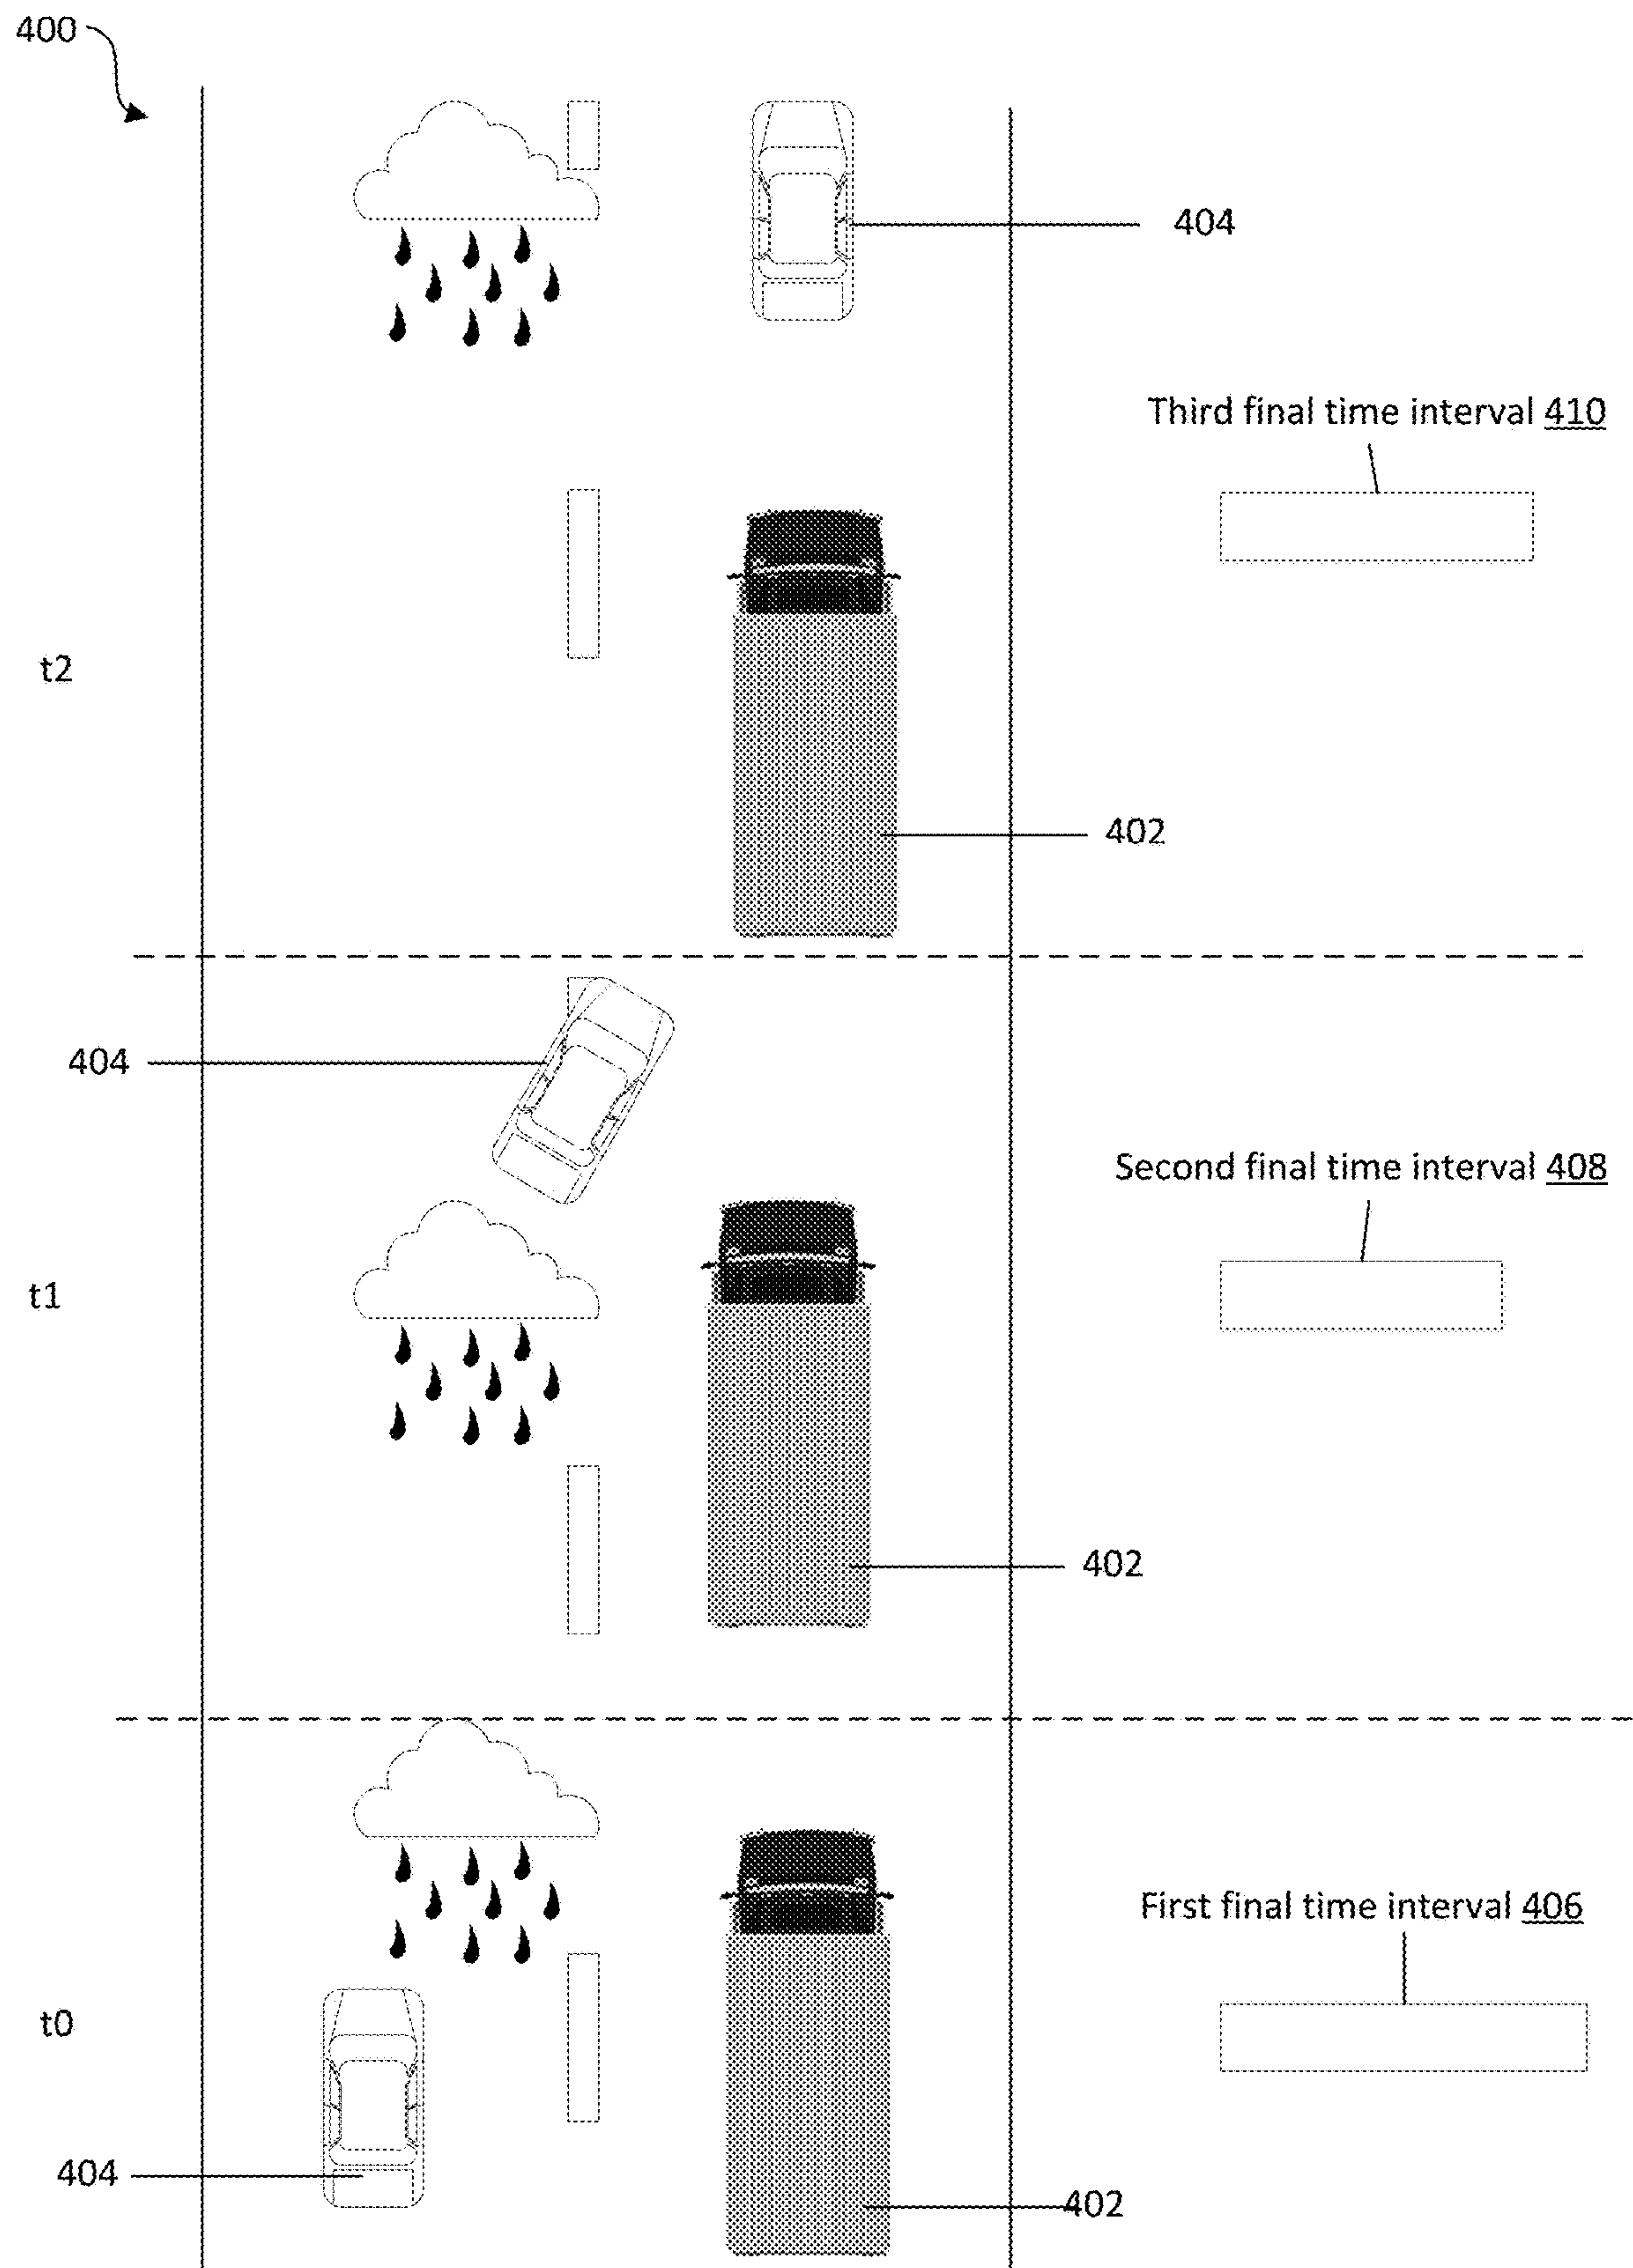 400
404
Third final time interval 410
t2
402
404
Second final time interval 408
t1
402
First final time interval 406
t0
404
402